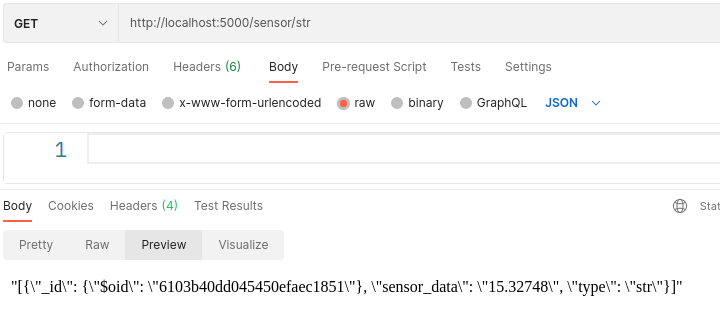 GET http://localhost:5000/sensor/str
Params Authorization Headers (6) Body Pre-request Script Tests Settings
none form-data x-www-form-urlencoded raw binary GraphQL JSON
1
Body Cookies Headers (4) Test Results Stat
Pretty Raw Preview Visualize
"[{\"_id\": {\"$oid\": \"6103b40dd045450efaec1851\"}, \"sensor_data\": \"15.32748\", \"type\": \"str\"}]"